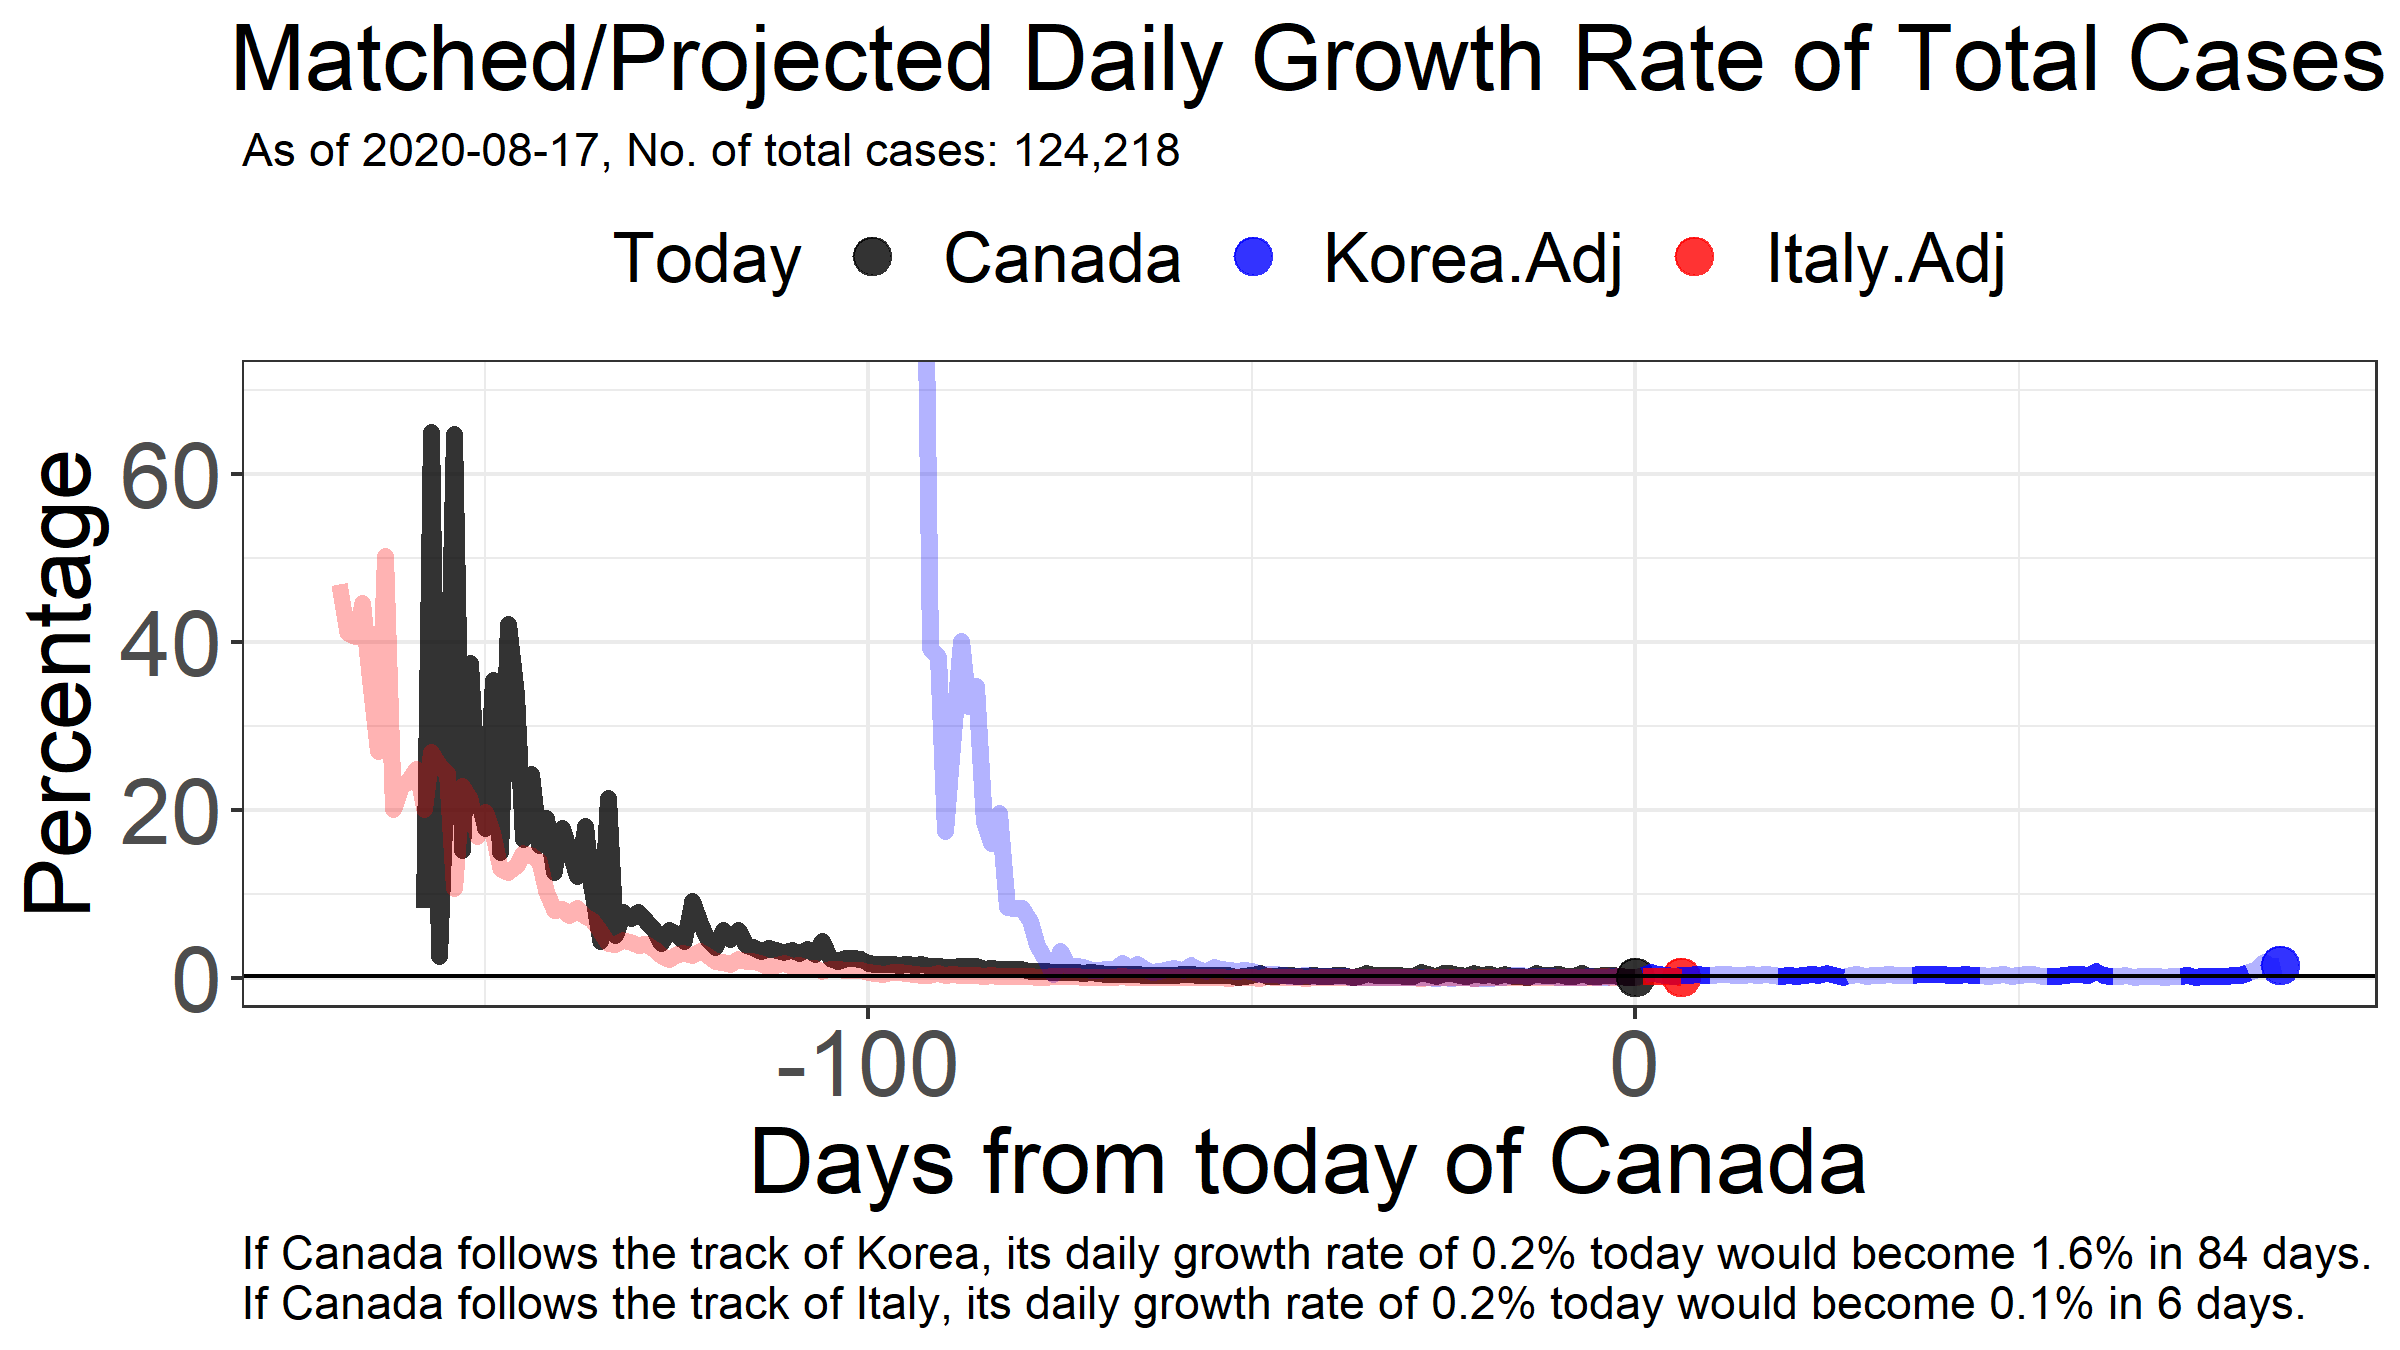 Matched/Projected Daily Growth Rate of Total Cases
As of 2020-08-17, No. of total cases: 124,218
Today Canada Korea.Adj Italy.Adj
Percentage
60
40
20
0
-100 0
Days from today of Canada
If Canada follows the track of Korea, its daily growth rate of 0.2% today would become 1.6% in 84 days.
If Canada follows the track of Italy, its daily growth rate of 0.2% today would become 0.1% in 6 days.